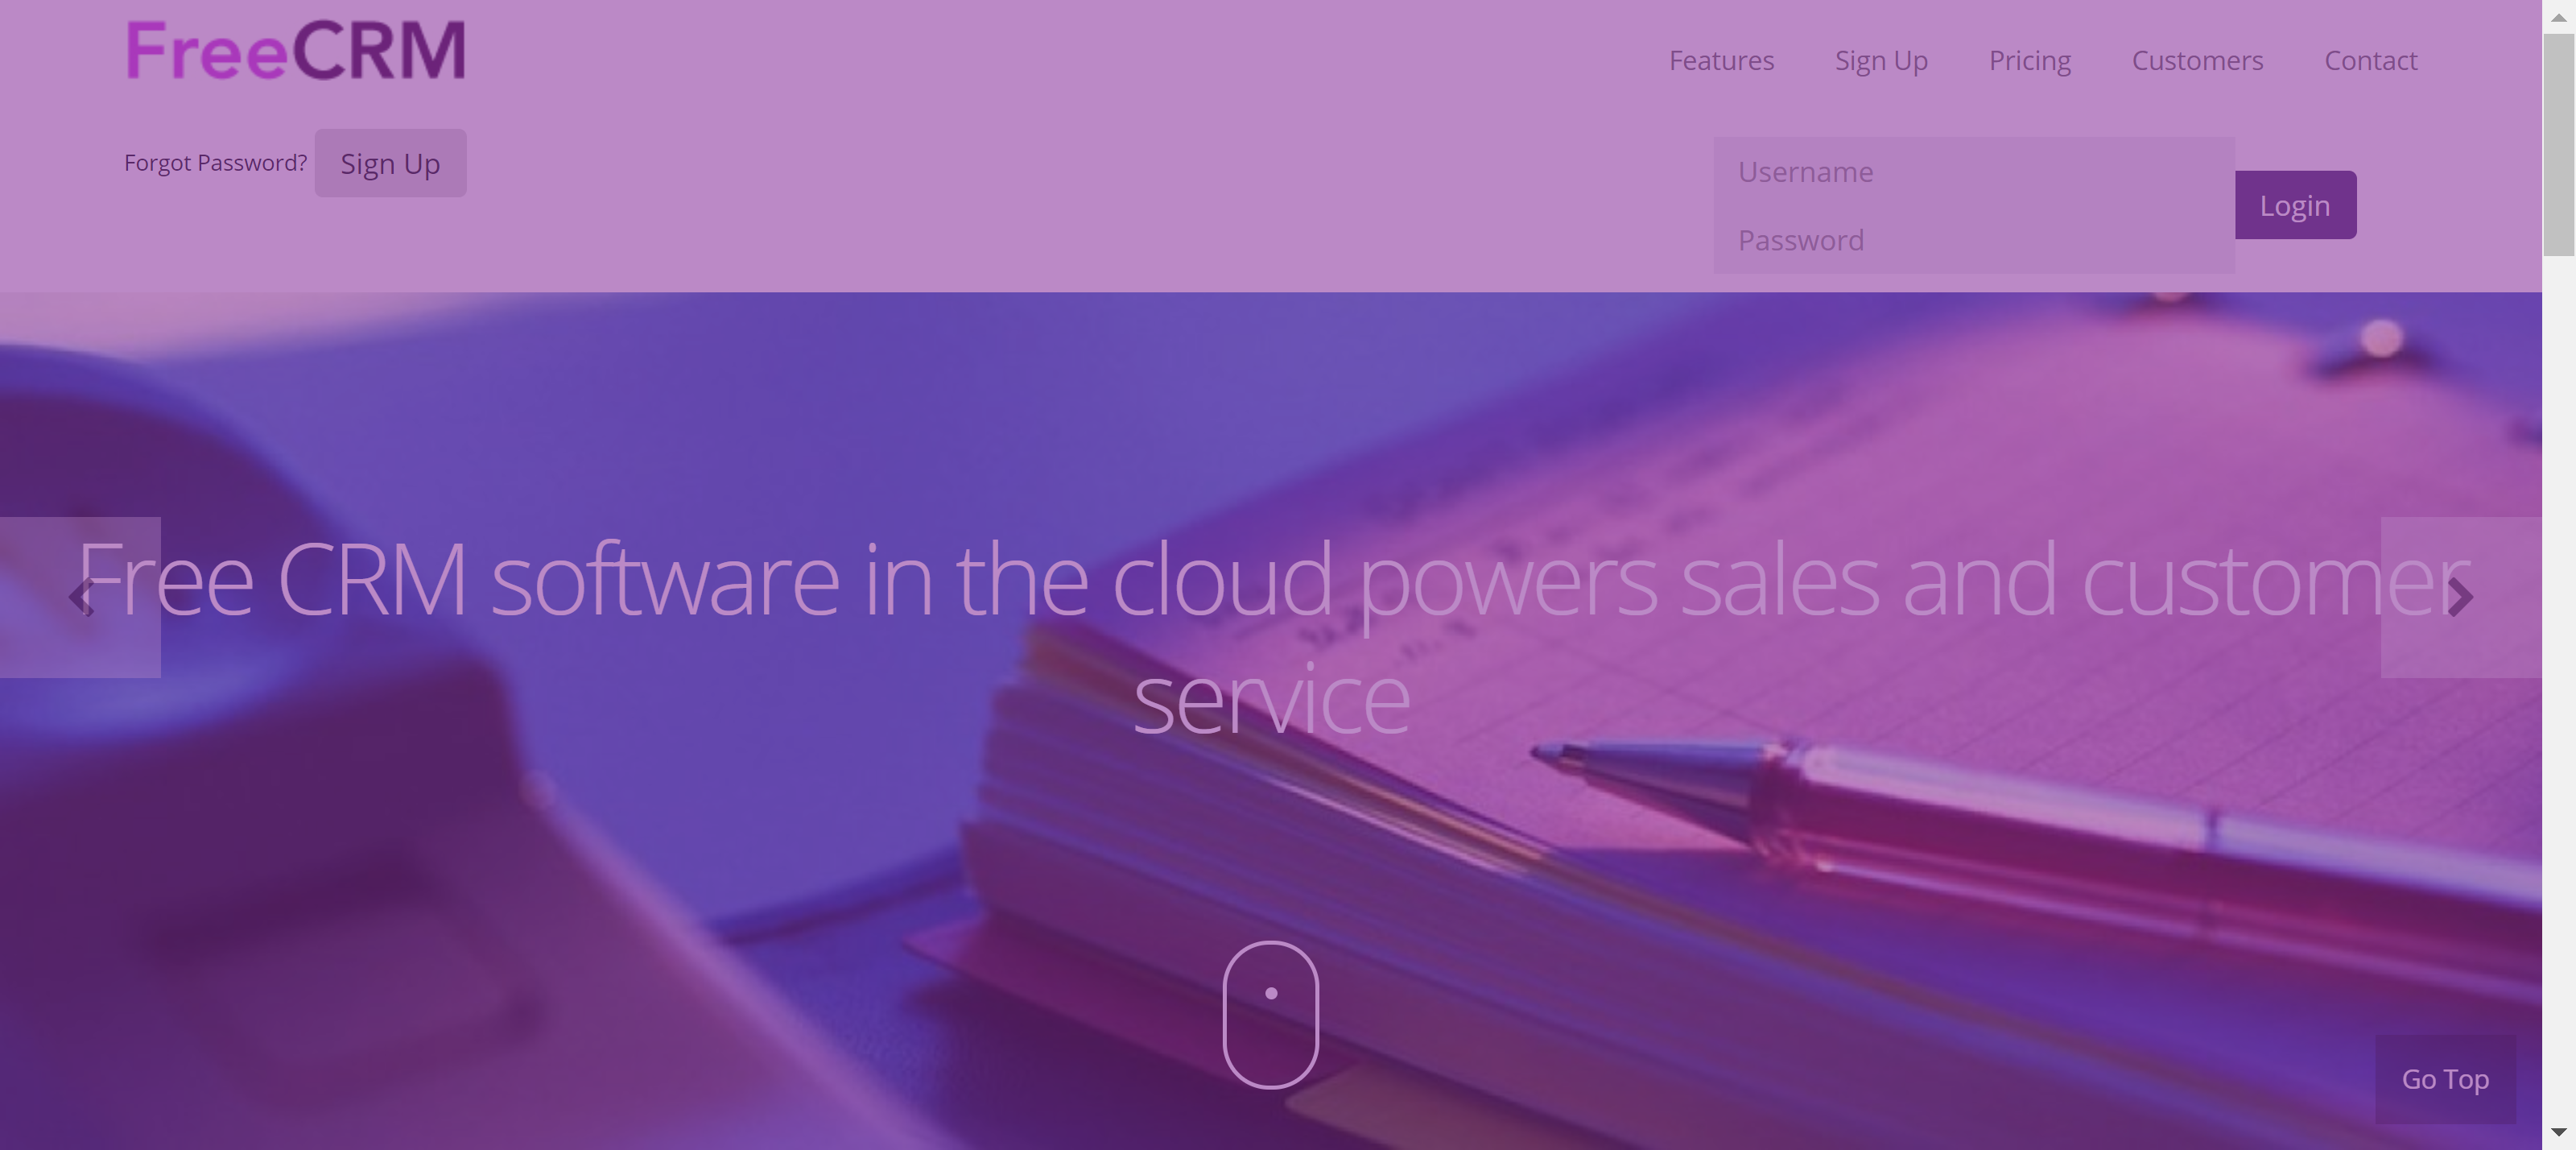 FreeCRM
Features Sign Up Pricing Customers Contact
Forgot Password? Sign Up
Username
Password
Login
Free CRM software in the cloud powers sales and customer
service
Go Top